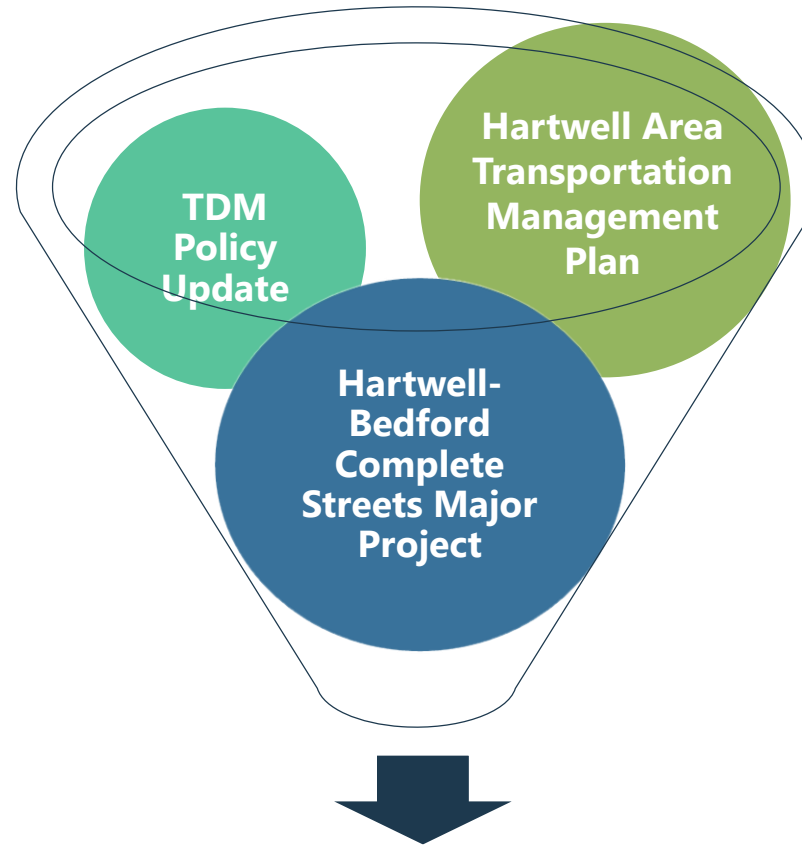 TDM
Policy
Update
Hartwell Area
Transportation
Management
Plan
Hartwell-
Bedford
Complete
Streets Major
Project